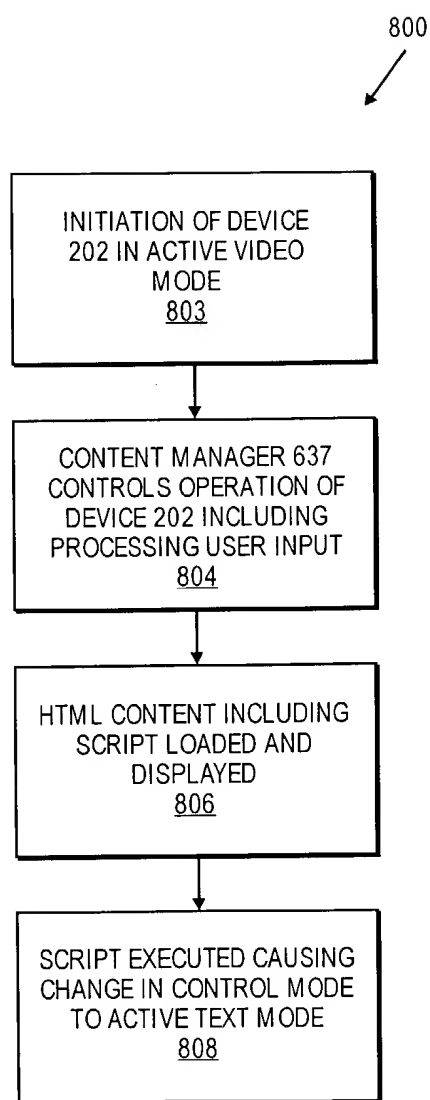 800
INITIATION OF DEVICE
202 IN ACTIVE VIDEO
MODE
803
CONTENT MANAGER 637
CONTROLS OPERATION OF
DEVICE 202 INCLUDING
PROCESSING USER INPUT
804
HTML CONTENT INCLUDING
SCRIPT LOADED AND
DISPLAYED
806
SCRIPT EXECUTED CAUSING
CHANGE IN CONTROL MODE
TO ACTIVE TEXT MODE
808